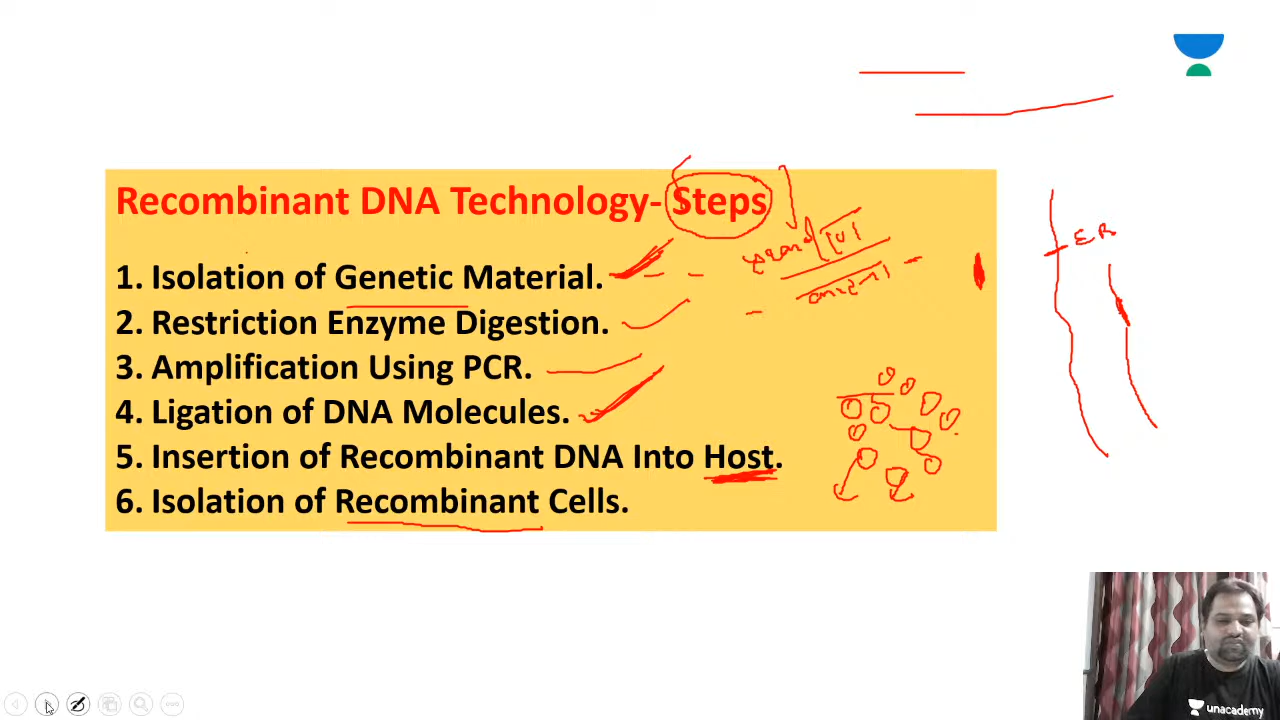 Recombinant DNA Technology- Steps
1. Isolation of Genetic Material.
2. Restriction Enzyme Digestion.
3. Amplification Using PCR.
4. Ligation of DNA Molecules.
5. Insertion of Recombinant DNA Into Host.
6. Isolation of Recombinant Cells.
unacademy